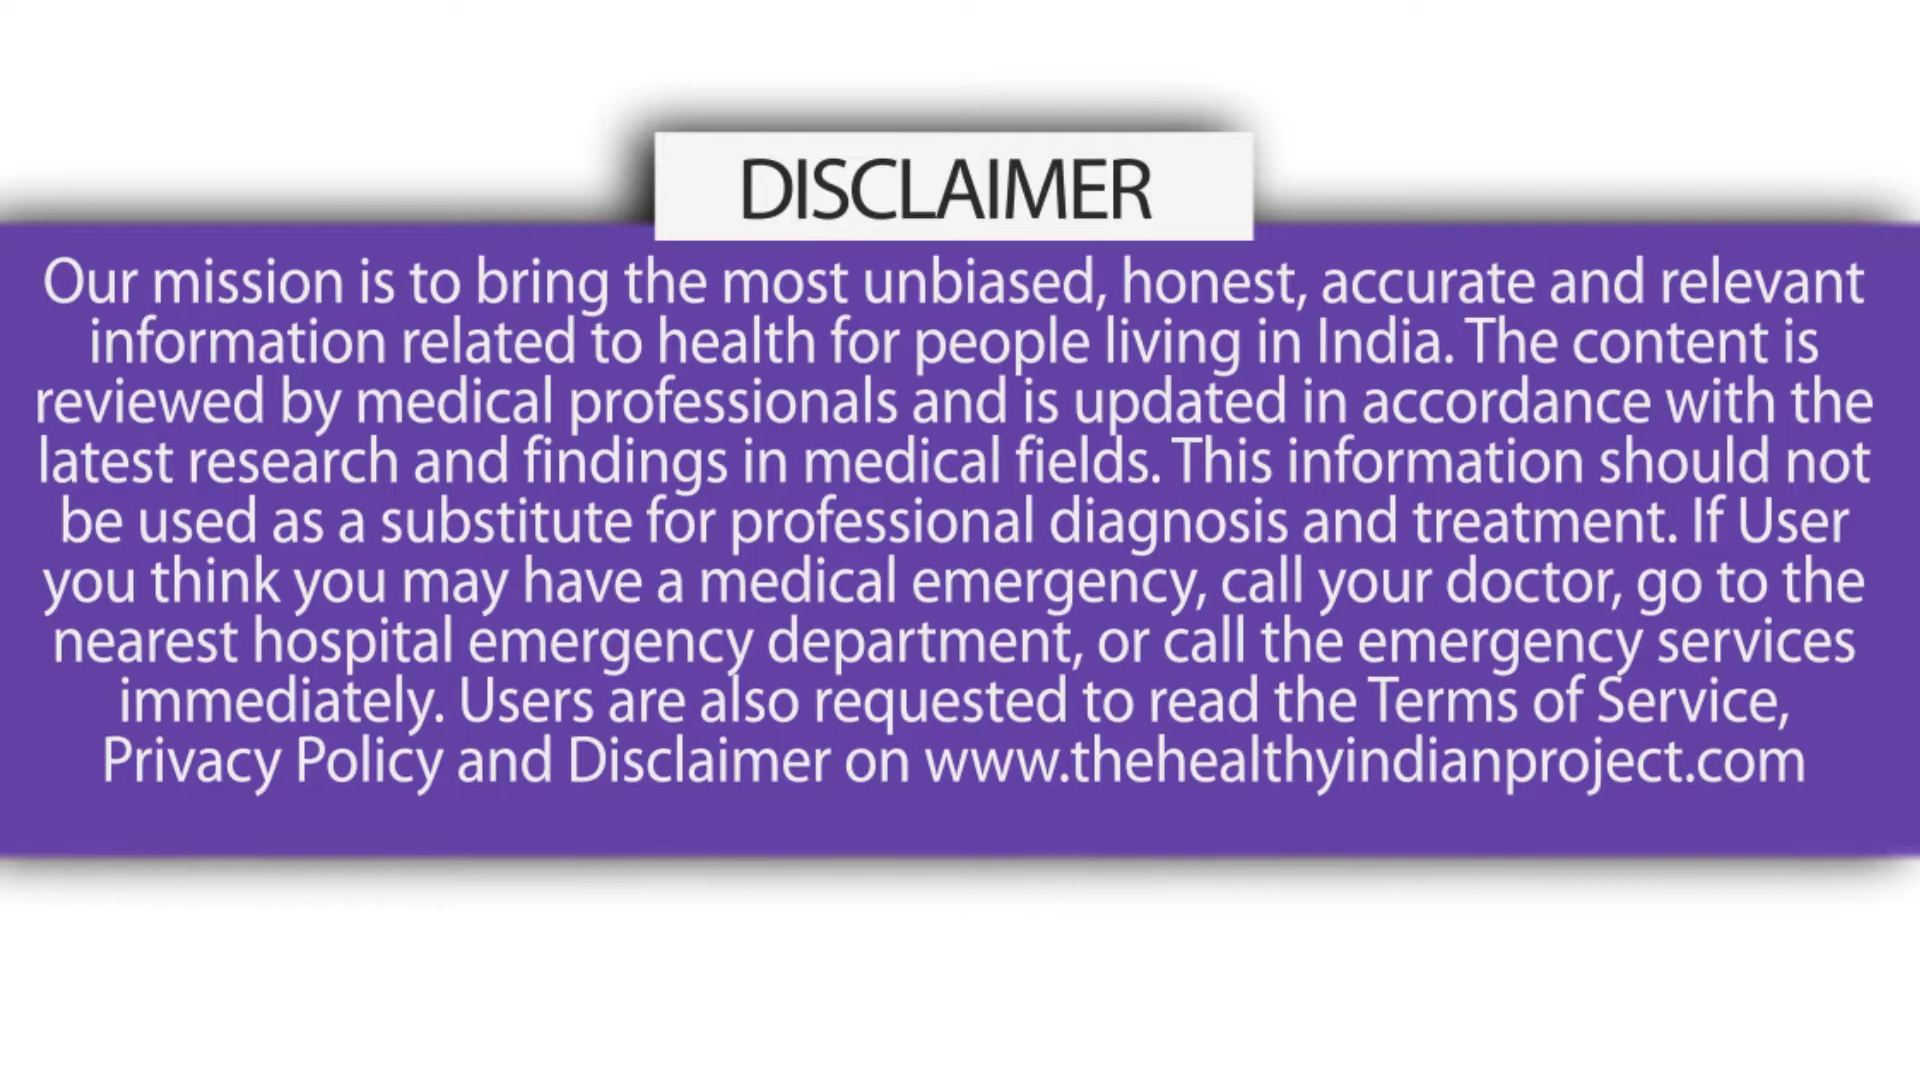 DISCLAIMER
Our mission is to bring the most unbiased, honest, accurate and relevant
information related to health for people living in India. The content is
reviewed by medical professionals and is updated in accordance with the
latest research and findings in medical fields. This information should not
be used as a substitute for professional diagnosis and treatment. If User
you think you may have a medical emergency, call your doctor, go to the
nearest hospital emergency department, or call the emergency services
immediately. Users are also requested to read the Terms of Service,
Privacy Policy and Disclaimer on www.thehealthyindianproject.com